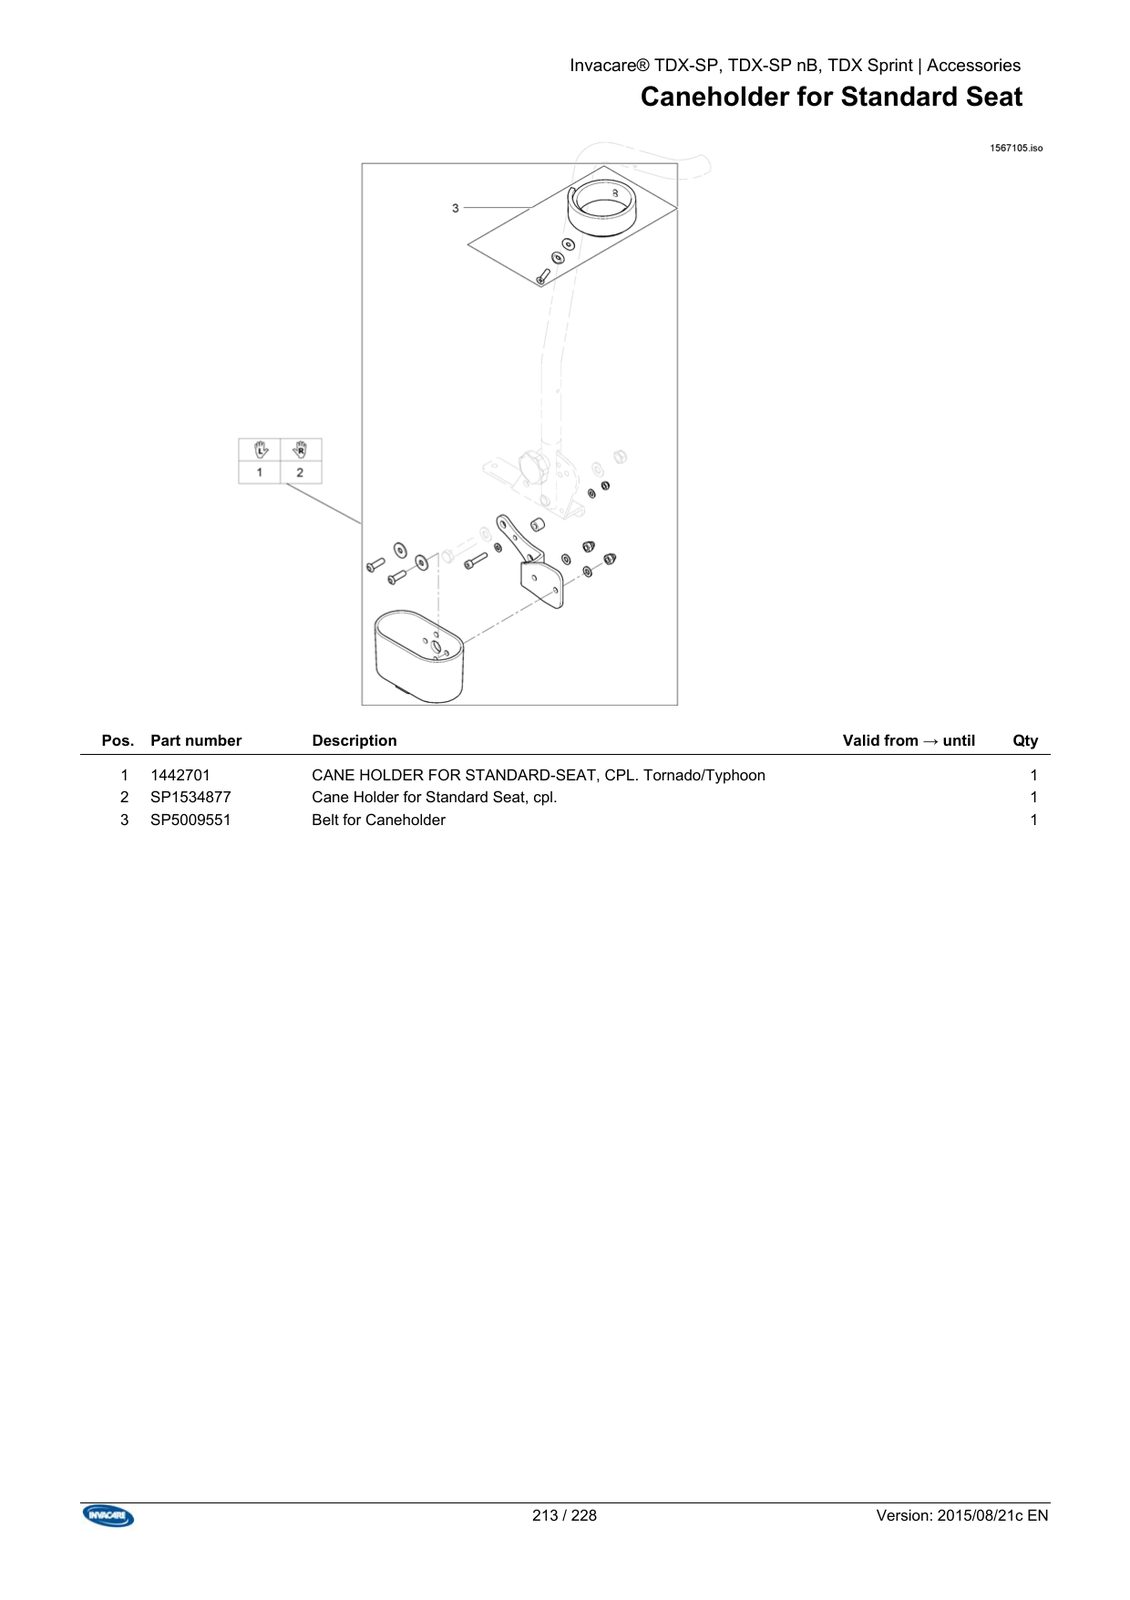 Invacare® TDX-SP, TDX-SP nB, TDX Sprint | Accessories
Caneholder for Standard Seat
1567105.iso
3
L R
1 2
Pos. Part number Description Valid from → until Qty
1 1442701 CANE HOLDER FOR STANDARD-SEAT, CPL. Tornado/Typhoon 1
2 SP1534877 Cane Holder for Standard Seat, cpl. 1
3 SP5009551 Belt for Caneholder 1
INVACARE 213 / 228 Version: 2015/08/21c EN